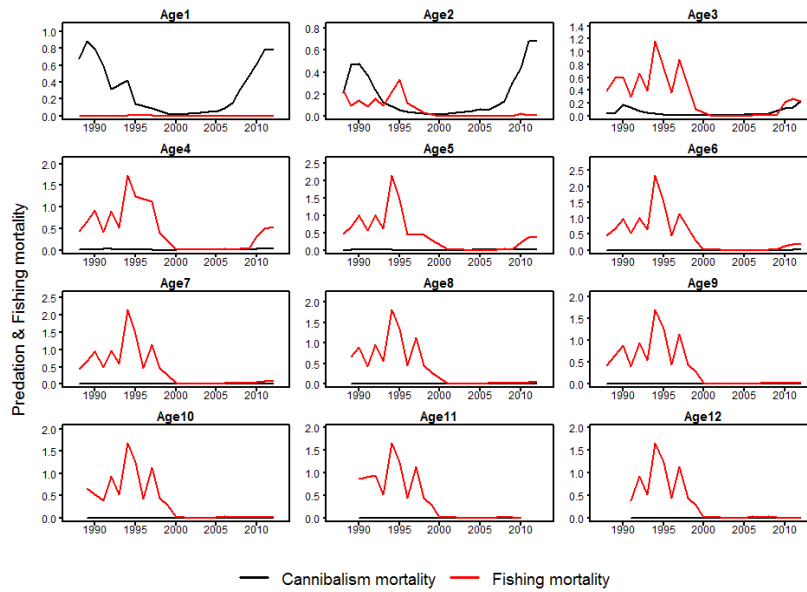 Predation & Fishing mortality
Age1 Age2 Age3
1.0 0.8 0.6 0.4 0.2 0.0
0.8 0.6 0.4 0.2 0.0
1.4 1.2 1.0 0.8 0.6 0.4 0.2 0.0
1990 1995 2000 2005 2010 1990 1995 2000 2005 2010 1990 1995 2000 2005 2010
Age4 Age5 Age6
2.0 1.5 1.0 0.5 0.0
2.5 2.0 1.5 1.0 0.5 0.0
2.5 2.0 1.5 1.0 0.5 0.0
1990 1995 2000 2005 2010 1990 1995 2000 2005 2010 1990 1995 2000 2005 2010
Age7 Age8 Age9
2.5 2.0 1.5 1.0 0.5 0.0
2.0 1.5 1.0 0.5 0.0
2.0 1.5 1.0 0.5 0.0
1990 1995 2000 2005 2010 1990 1995 2000 2005 2010 1990 1995 2000 2005 2010
Age10 Age11 Age12
2.0 1.5 1.0 0.5 0.0
2.0 1.5 1.0 0.5 0.0
2.0 1.5 1.0 0.5 0.0
1990 1995 2000 2005 2010 1990 1995 2000 2005 2010 1990 1995 2000 2005 2010
Cannibalism mortality Fishing mortality